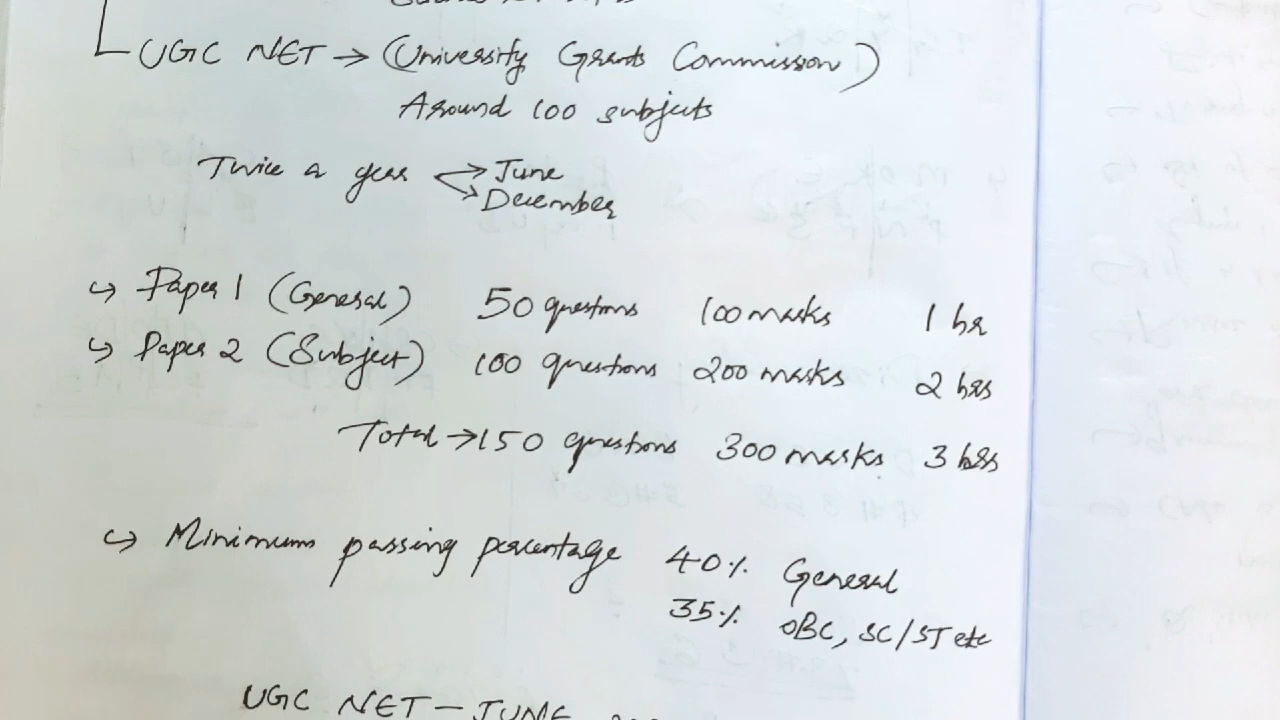 UGC NET → (University Grants Commission)
Around 100 subjects
Twice a year → June
→ December
↪ Paper 1 (General) 50 questions 100 marks 1 hr
↪ Paper 2 (Subject) 100 questions 200 marks 2 hrs
Total → 150 questions 300 marks 3 hrs
↪ Minimum passing percentage 40% General
35% OBC, SC/ST etc
UGC NET - JUNE